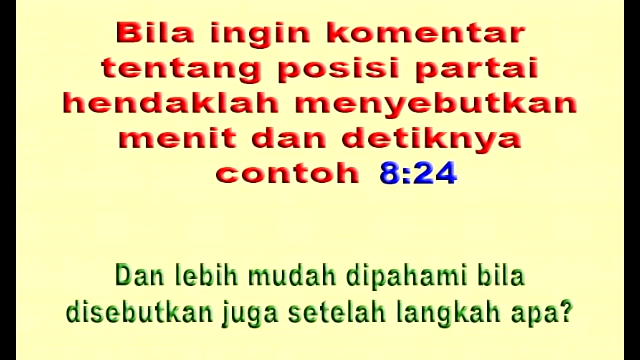 Bila ingin komentar
tentang posisi partai
hendaklah menyebutkan
menit dan detiknya
contoh 8:24
Dan lebih mudah dipahami bila
disebutkan juga setelah langkah apa?